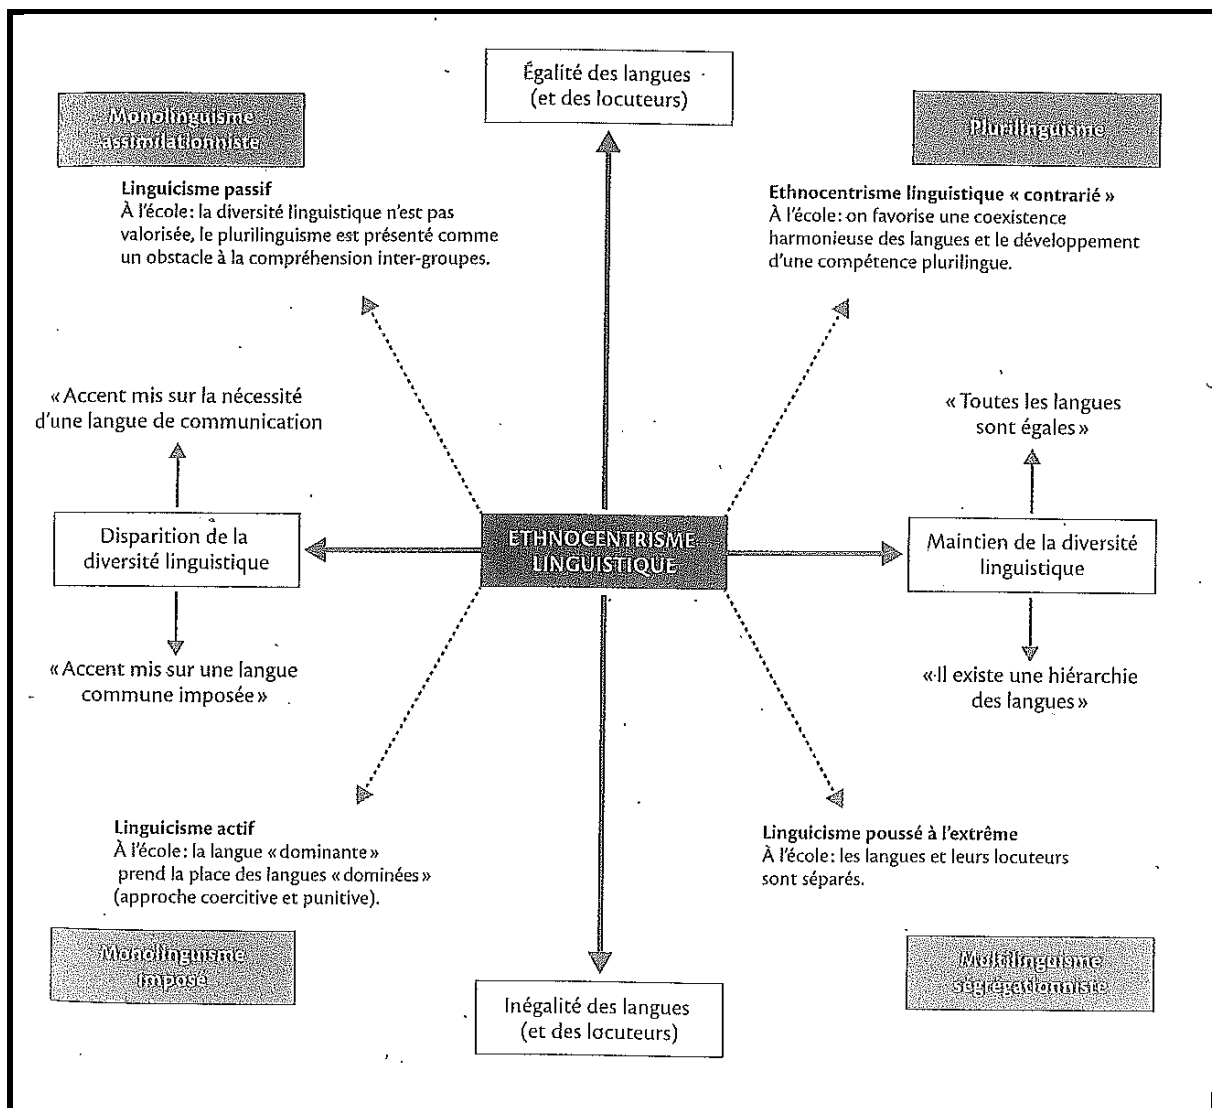 Égalité des langues
(et des locuteurs)
Monolinguisme
assimilationniste
Linguicisme passif
À l'école: la diversité linguistique n'est pas
valorisée, le plurilinguisme est présenté comme
un obstacle à la compréhension inter-groupes.
Plurilinguisme
Ethnocentrisme linguistique « contrarié »
À l'école: on favorise une coexistence
harmonieuse des langues et le développement
d'une compétence plurilingue.
« Accent mis sur la nécessité
d'une langue de communication
« Toutes les langues
sont égales »
Disparition de la
diversité linguistique
ETHNOCENTRISME
LINGUISTIQUE
Maintien de la diversité
linguistique
« Accent mis sur une langue
commune imposée »
« Il existe une hiérarchie
des langues »
Linguicisme actif
À l'école: la langue « dominante »
prend la place des langues « dominées »
(approche coercitive et punitive).
Monolinguisme
imposé
Linguicisme poussé à l'extrême
À l'école: les langues et leurs locuteurs
sont séparés.
Multilinguisme
ségrégationniste
Inégalité des langues
(et des locuteurs)